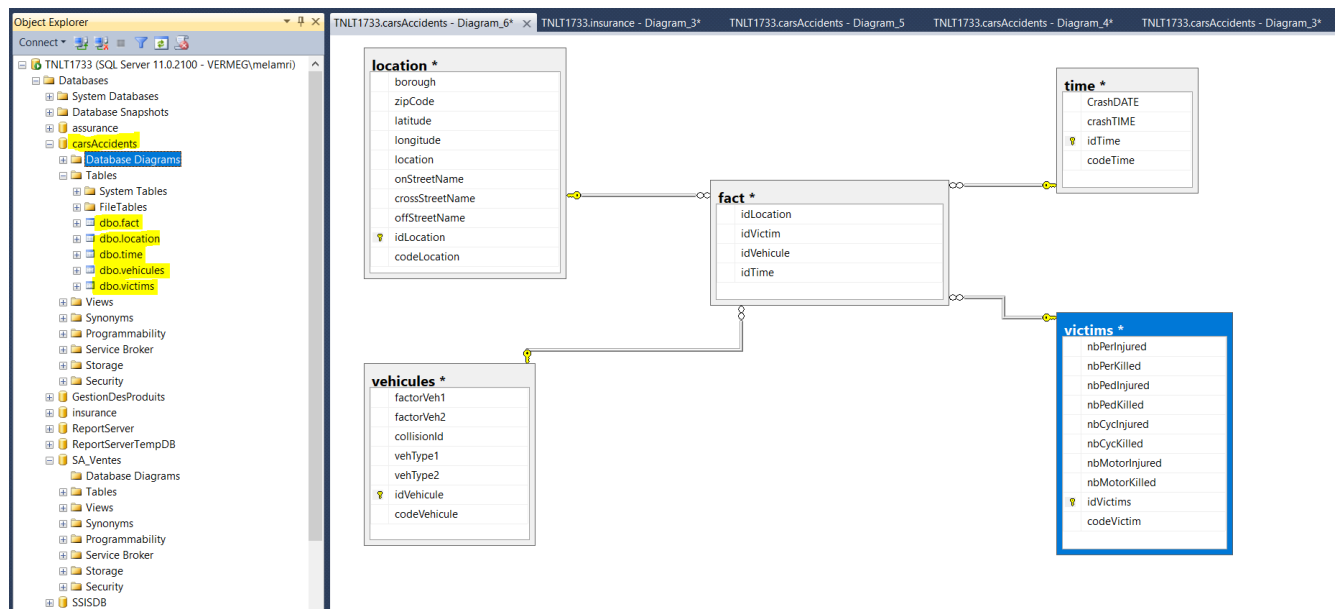 Object Explorer
Connect
TNLT1733 (SQL Server 11.0.2100 - VERMEG\melamri)
Databases
System Databases
Database Snapshots
assurance
carsAccidents
Database Diagrams
Tables
System Tables
FileTables
dbo.fact
dbo.location
dbo.time
dbo.vehicules
dbo.victims
Views
Synonyms
Programmability
Service Broker
Storage
Security
GestionDesProduits
insurance
ReportServer
ReportServerTempDB
SA_Ventes
Database Diagrams
Tables
Views
Synonyms
Programmability
Service Broker
Storage
Security
SSISDB
TNLT1733.carsAccidents - Diagram_6*
TNLT1733.insurance - Diagram_3*
TNLT1733.carsAccidents - Diagram_5
TNLT1733.carsAccidents - Diagram_4*
TNLT1733.carsAccidents - Diagram_3*
location *
borough
zipCode
latitude
longitude
location
onStreetName
crossStreetName
offStreetName
idLocation
codeLocation
time *
CrashDATE
crashTIME
idTime
codeTime
fact *
idLocation
idVictim
idVehicule
idTime
vehicules *
factorVeh1
factorVeh2
collisionId
vehType1
vehType2
idVehicule
codeVehicule
victims *
nbPerInjured
nbPerKilled
nbPedInjured
nbPedKilled
nbCycInjured
nbCycKilled
nbMotorInjured
nbMotorKilled
idVictims
codeVictim